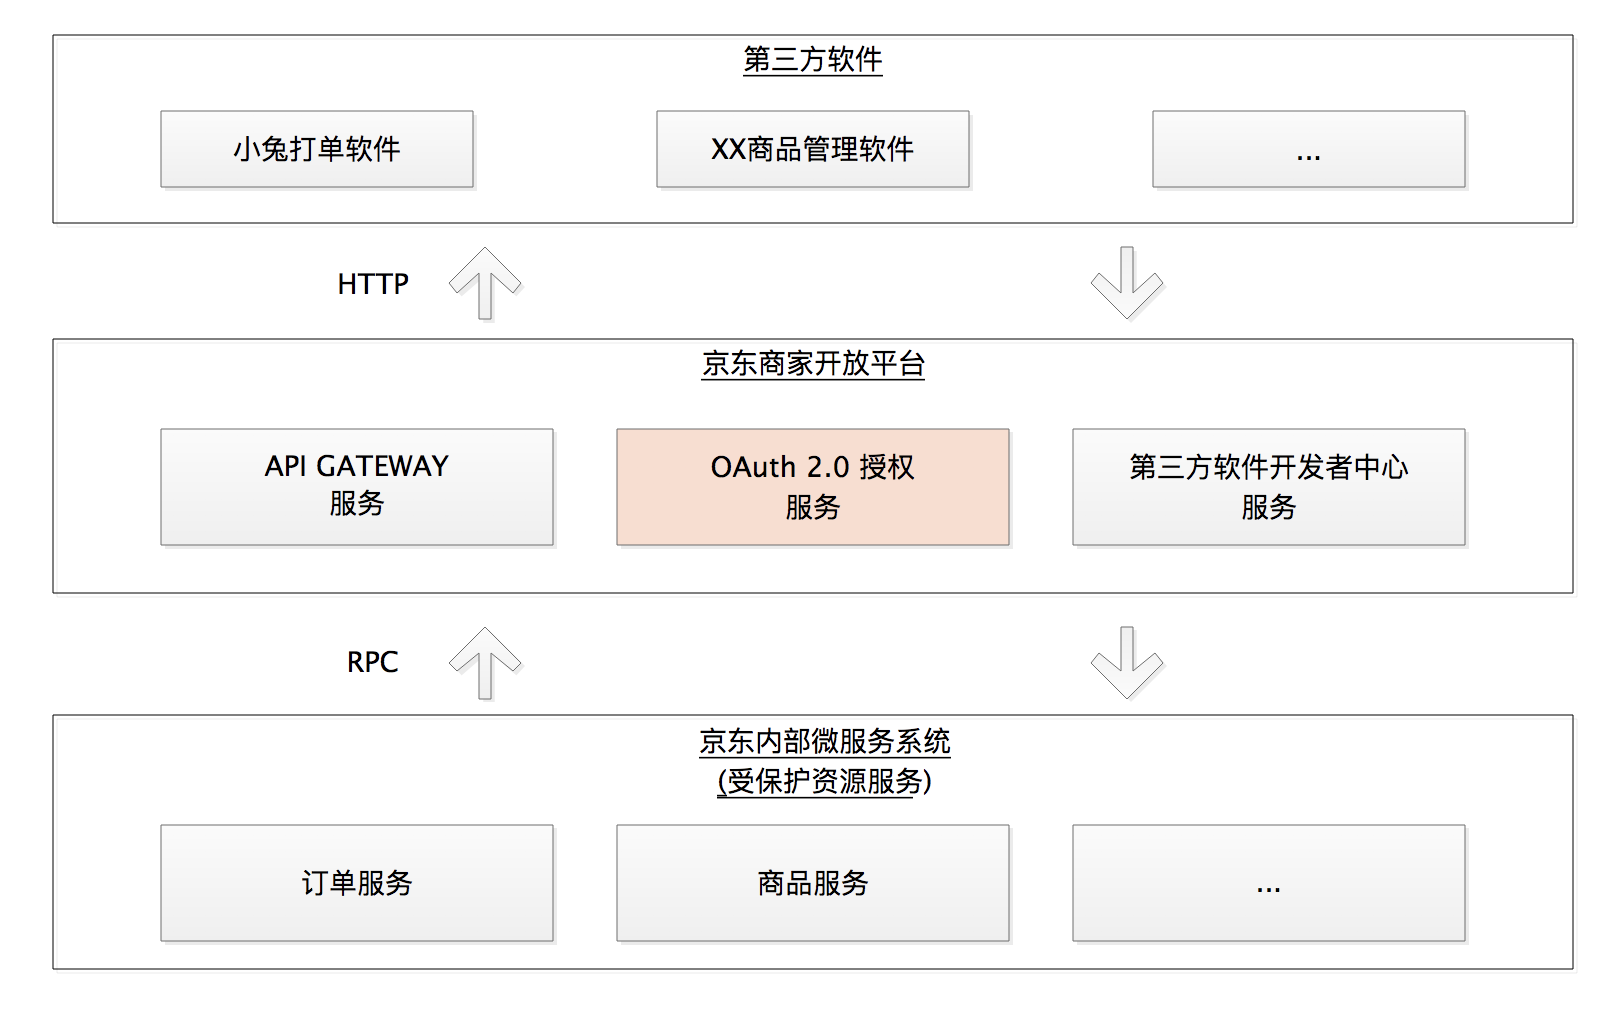 第三方软件
小兔打单软件
XX商品管理软件
...
HTTP
京东商家开放平台
API GATEWAY
服务
OAuth 2.0 授权
服务
第三方软件开发者中心
服务
RPC
京东内部微服务系统
(受保护资源服务)
订单服务
商品服务
...